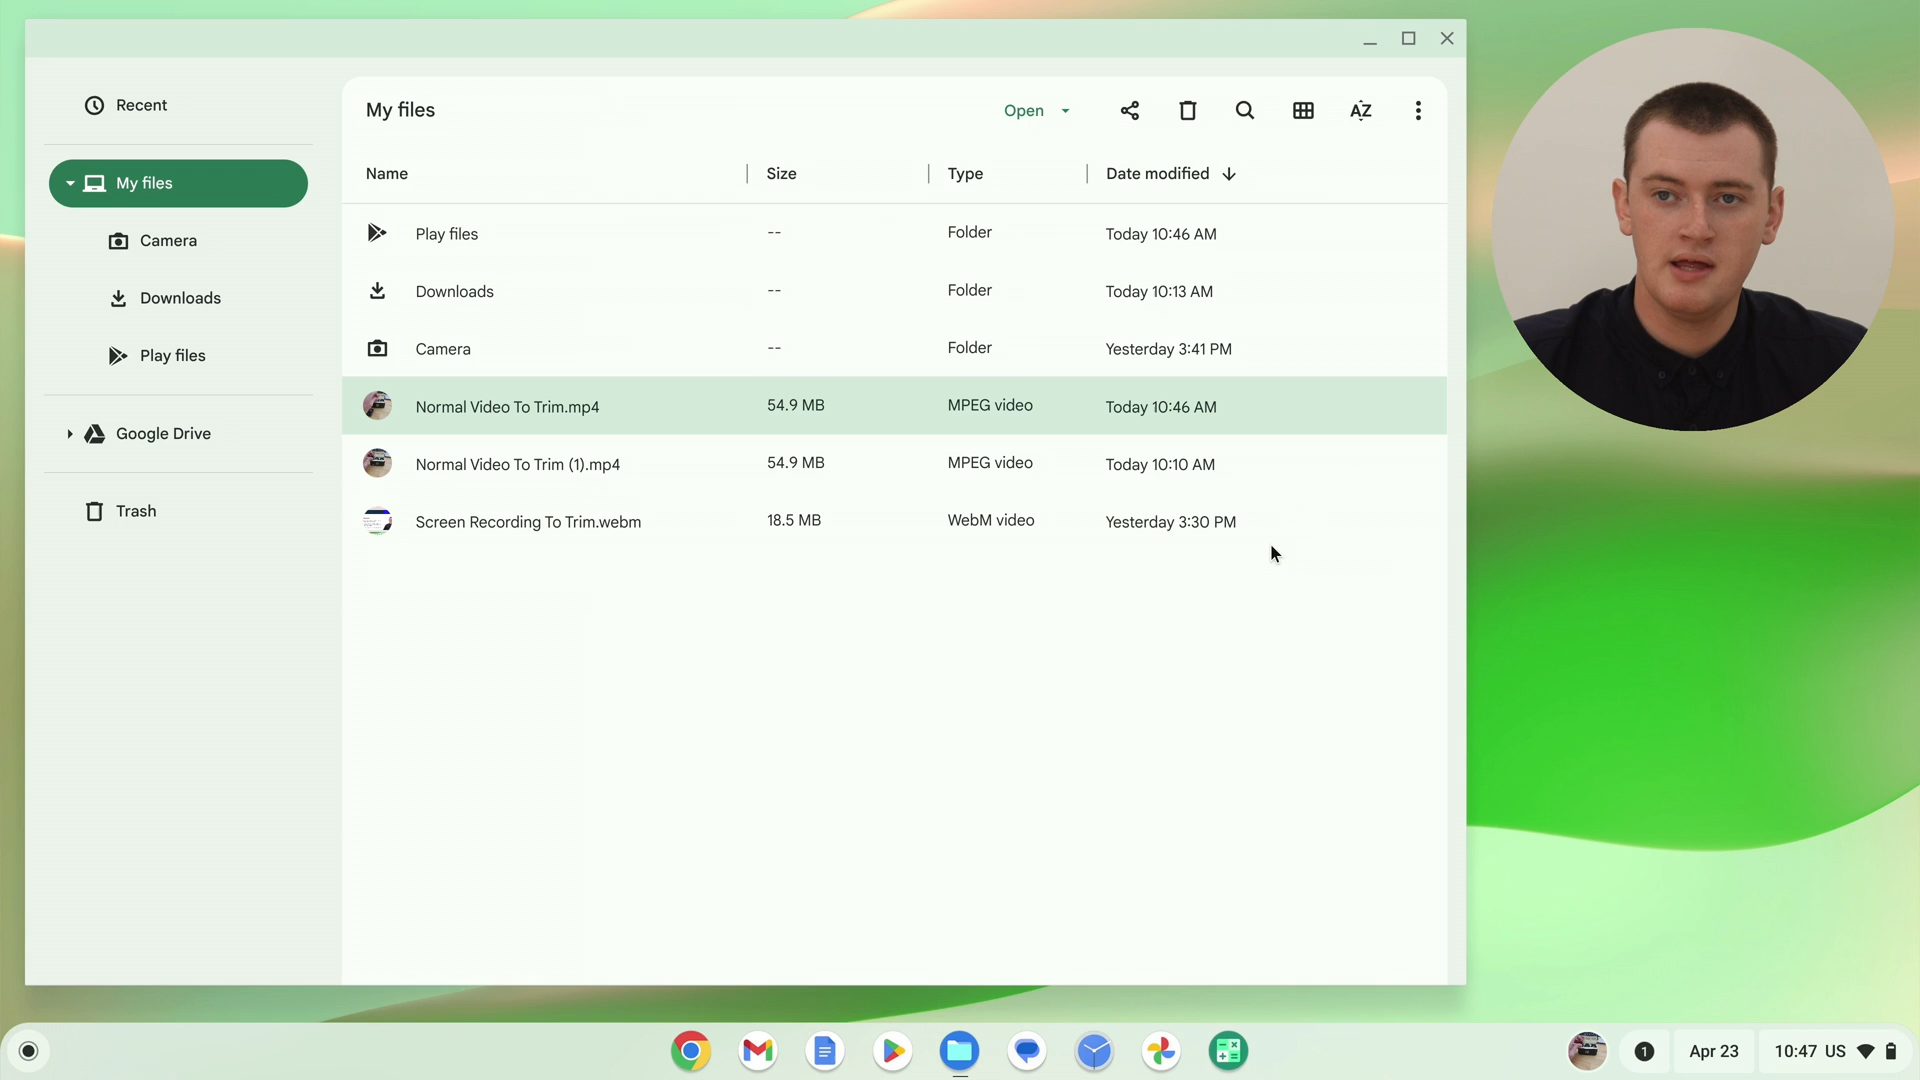 Recent
My files
Camera
Downloads
Play files
Google Drive
Trash
My files
Open
AZ
Name Size Type Date modified
Play files -- Folder Today 10:46 AM
Downloads -- Folder Today 10:13 AM
Camera -- Folder Yesterday 3:41 PM
Normal Video To Trim.mp4 54.9 MB MPEG video Today 10:46 AM
Normal Video To Trim (1).mp4 54.9 MB MPEG video Today 10:10 AM
Screen Recording To Trim.webm 18.5 MB WebM video Yesterday 3:30 PM
1 Apr 23 10:47 US